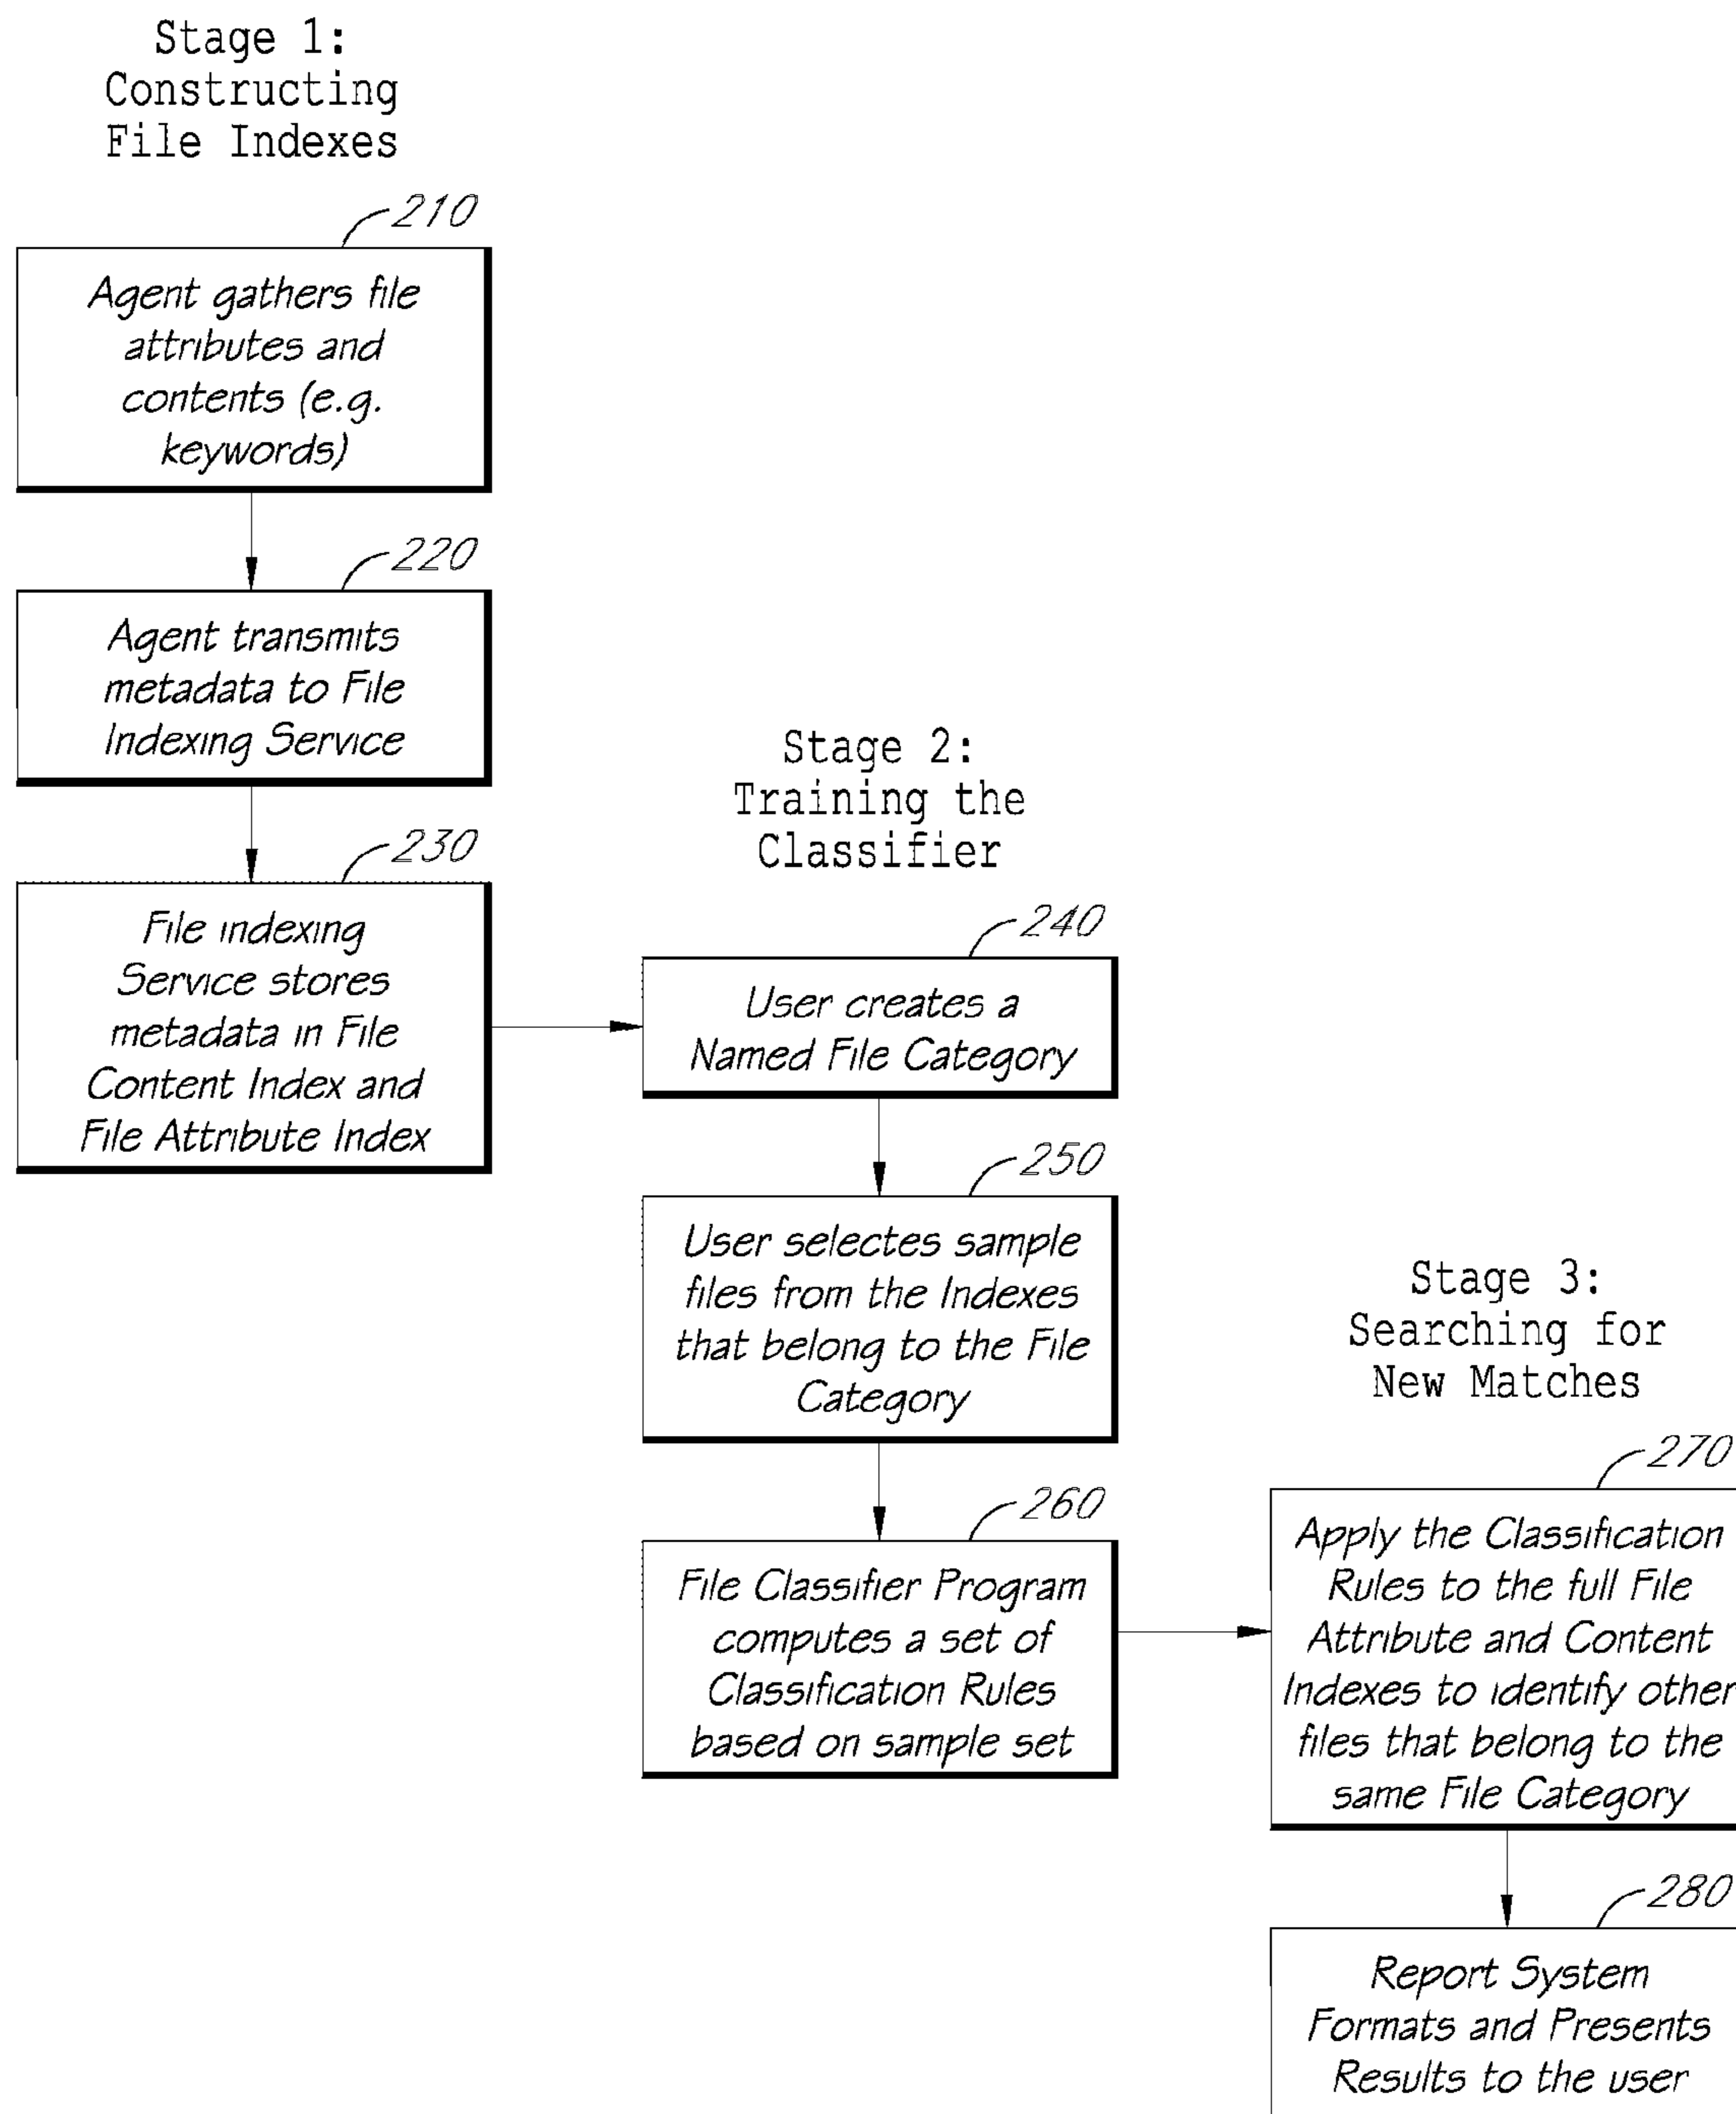 Stage 1:
Constructing
File Indexes
210
Agent gathers file
attributes and
contents (e.g.
keywords)
220
Agent transmits
metadata to File
Indexing Service
230
File indexing
Service stores
metadata in File
Content Index and
File Attribute Index
Stage 2:
Training the
Classifier
240
User creates a
Named File Category
250
User selectes sample
files from the Indexes
that belong to the File
Category
260
File Classifier Program
computes a set of
Classification Rules
based on sample set
Stage 3:
Searching for
New Matches
270
Apply the Classification
Rules to the full File
Attribute and Content
Indexes to identify other
files that belong to the
same File Category
280
Report System
Formats and Presents
Results to the user